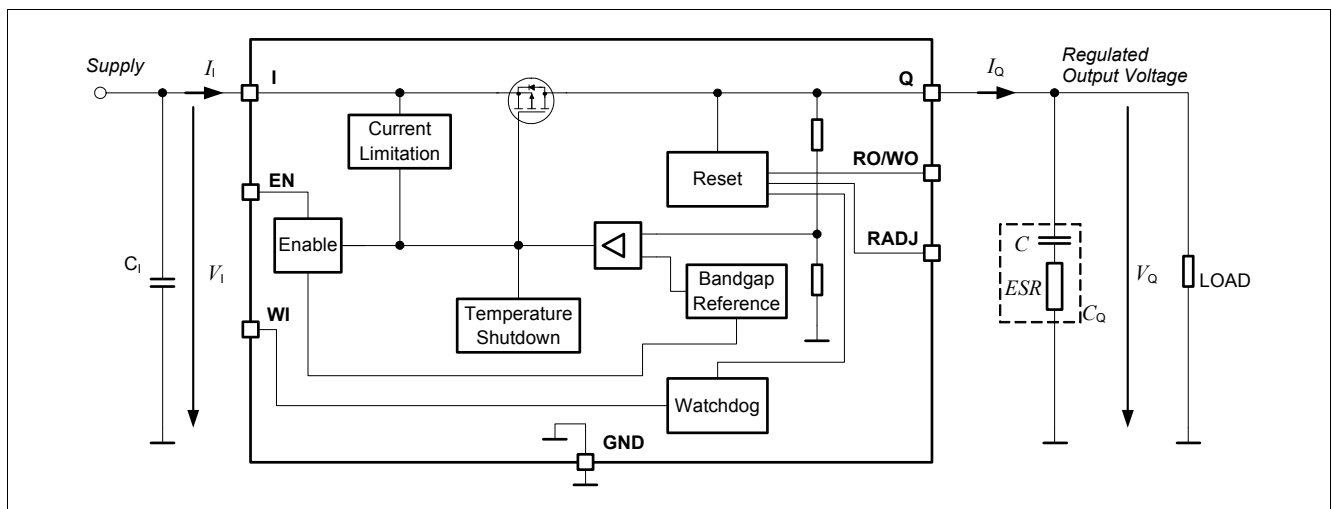 Supply
I_I
I
Q
I_Q
Regulated
Output Voltage
Current
Limitation
RO/WO
Reset
EN
RADJ
Enable
C
C_I
V_I
Bandgap
Reference
ESR
V_Q
LOAD
WI
Temperature
Shutdown
C_Q
Watchdog
GND